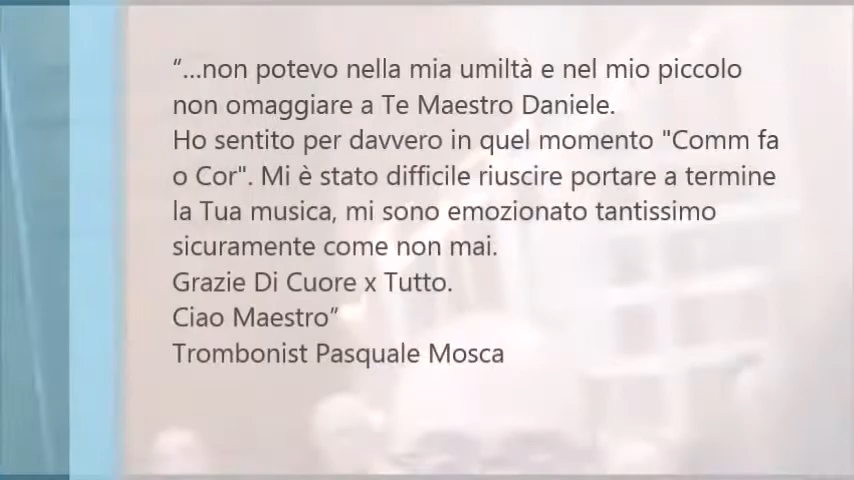 “...non potevo nella mia umiltà e nel mio piccolo
non omaggiare a Te Maestro Daniele.
Ho sentito per davvero in quel momento "Comm fa
o Cor". Mi è stato difficile riuscire portare a termine
la Tua musica, mi sono emozionato tantissimo
sicuramente come non mai.
Grazie Di Cuore x Tutto.
Ciao Maestro”
Trombonist Pasquale Mosca